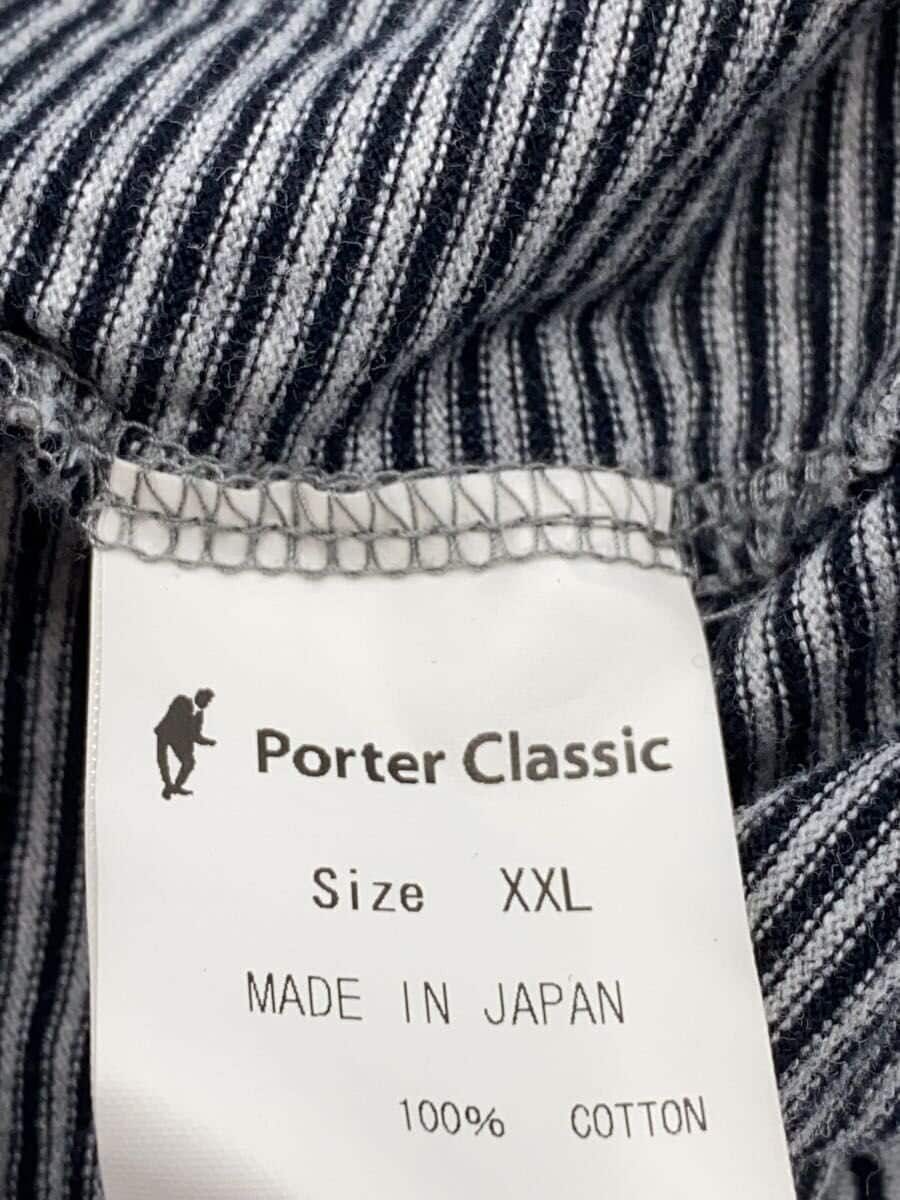 Porter Classic
Size XXL
MADE IN JAPAN
100% COTTON